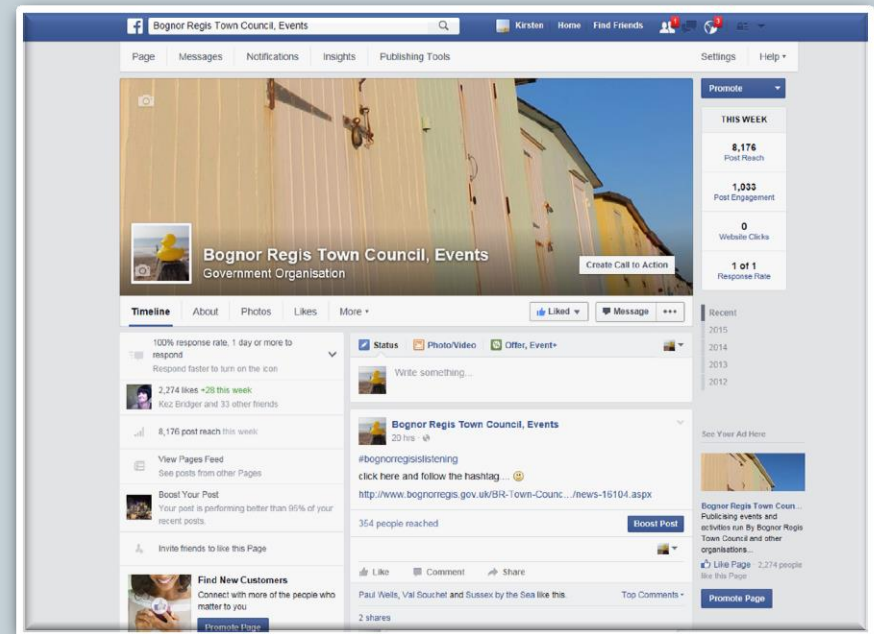 Bognor Regis Town Council, Events
Kirsten Home Find Friends 1 3
Page Messages Notifications Insights Publishing Tools Settings Help
Bognor Regis Town Council, Events
Government Organisation
Create Call to Action
Timeline About Photos Likes More Liked Message
Promote
THIS WEEK
8,176
Post Reach
1,033
Post Engagement
0
Website Clicks
1 of 1
Response Rate
Recent
2015
2014
2013
2012
100% response rate, 1 day or more to
respond
Respond faster to turn on the icon
2,274 likes +28 this week
Kez Bridger and 33 other friends
8,176 post reach this week
View Pages Feed
See posts from other Pages
Boost Your Post
Your post is performing better than 95% of your
recent posts.
Invite friends to like this Page
Find New Customers
Connect with more of the people who
matter to you
Promote Page
Status Photo/Video Offer, Event+
Write something...
Bognor Regis Town Council, Events
20 hrs
#bognorregisislistening
click here and follow the hashtag....
http://www.bognorregis.gov.uk/BR-Town-Counc.../news-16104.aspx
354 people reached
Boost Post
Like Comment Share
Paul Wells, Val Souchet and Sussex by the Sea like this.
Top Comments
2 shares
See Your Ad Here
Bognor Regis Town Coun...
Publicising events and
activities run By Bognor Regis
Town Council and other
organisations...
Like Page 2,274 people
like this Page
Promote Page